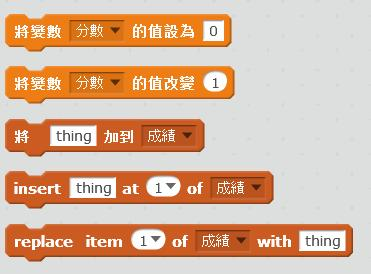 將變數 分數 的值設為 0
將變數 分數 的值改變 1
將 thing 加到 成績
insert thing at 1 of 成績
replace item 1 of 成績 with thing